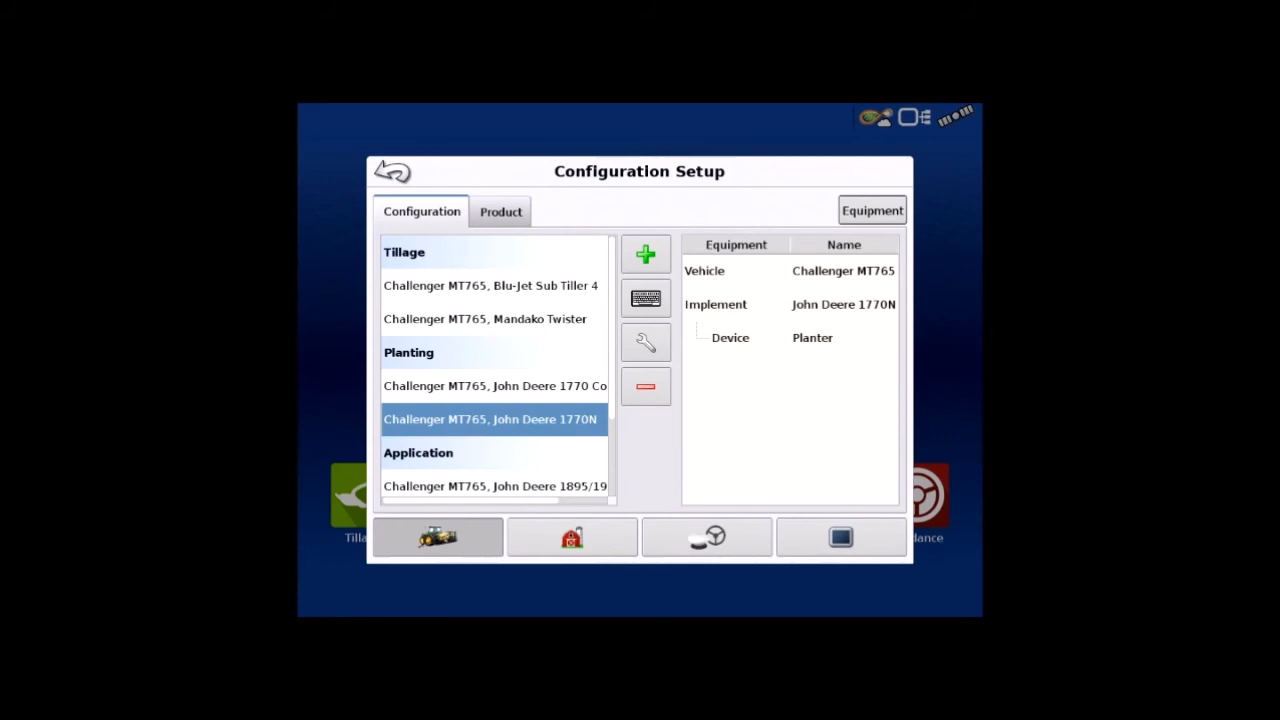 Configuration Setup
Configuration
Product
Equipment
Tillage
Challenger MT765, Blu-Jet Sub Tiller 4
Challenger MT765, Mandako Twister
Planting
Challenger MT765, John Deere 1770 Co
Challenger MT765, John Deere 1770N
Application
Challenger MT765, John Deere 1895/19
Equipment Name
Vehicle Challenger MT765
Implement John Deere 1770N
Device Planter
Tilla
dance